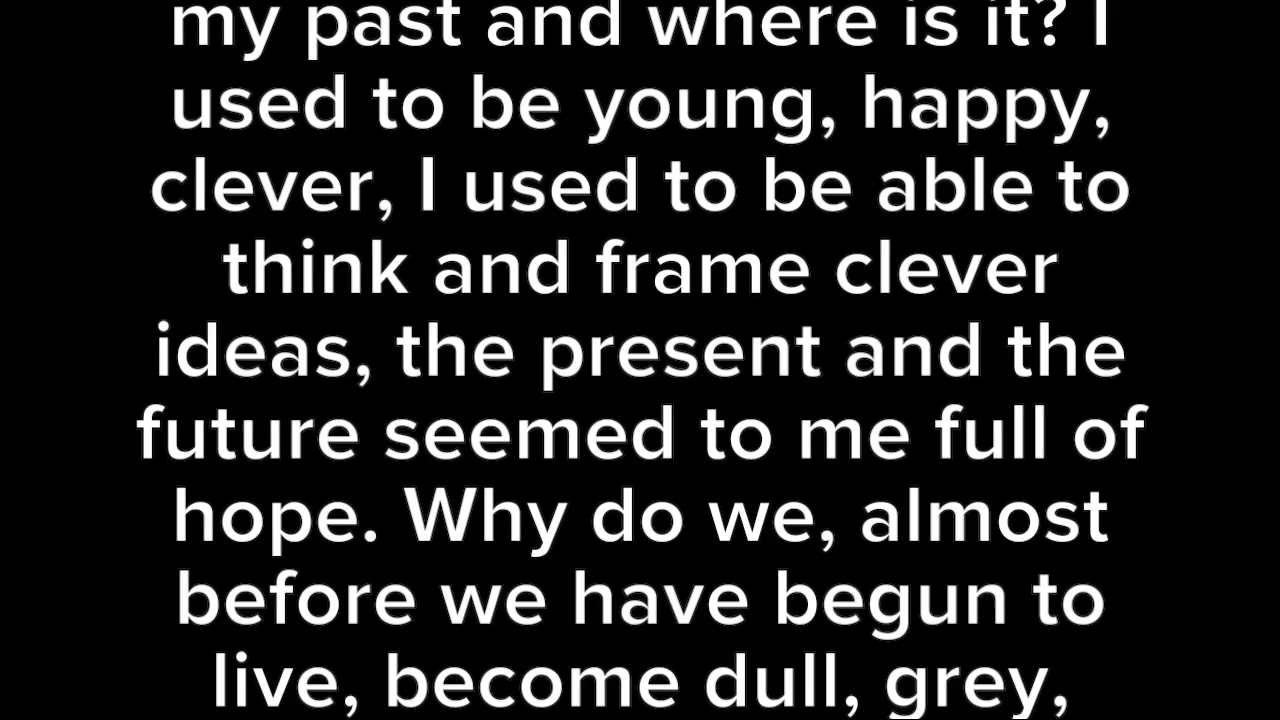 my past and where is it? I
used to be young, happy,
clever, I used to be able to
think and frame clever
ideas, the present and the
future seemed to me full of
hope. Why do we, almost
before we have begun to
live, become dull, grey,